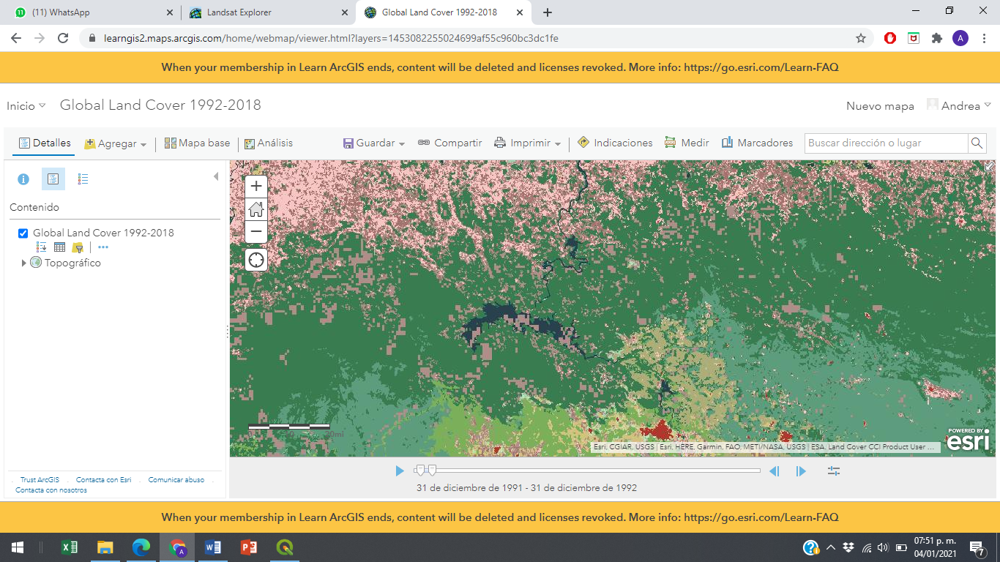 (11) WhatsApp
Landsat Explorer
Global Land Cover 1992-2018
learngis2.maps.arcgis.com/home/webmap/viewer.html?layers=1453082255024699af55c960bc3dc1fe
A
When your membership in Learn ArcGIS ends, content will be deleted and licenses revoked. More info: https://go.esri.com/Learn-FAQ
Inicio Global Land Cover 1992-2018
Nuevo mapa Andrea
Detalles Agregar Mapa base Análisis Guardar Compartir Imprimir Indicaciones Medir Marcadores Buscar dirección o lugar
Contenido
Global Land Cover 1992-2018
Topográfico
Esri, CGIAR, USGS | Esri, HERE, Garmin, FAO, METI/NASA, USGS | ESA. Land Cover CCI Product User ...
POWERED BY
esri
31 de diciembre de 1991 - 31 de diciembre de 1992
Trust ArcGIS . Contacta con Esri . Comunicar abuso .
Contacta con nosotros
When your membership in Learn ArcGIS ends, content will be deleted and licenses revoked. More info: https://go.esri.com/Learn-FAQ
07:51 p. m.
04/01/2021
7